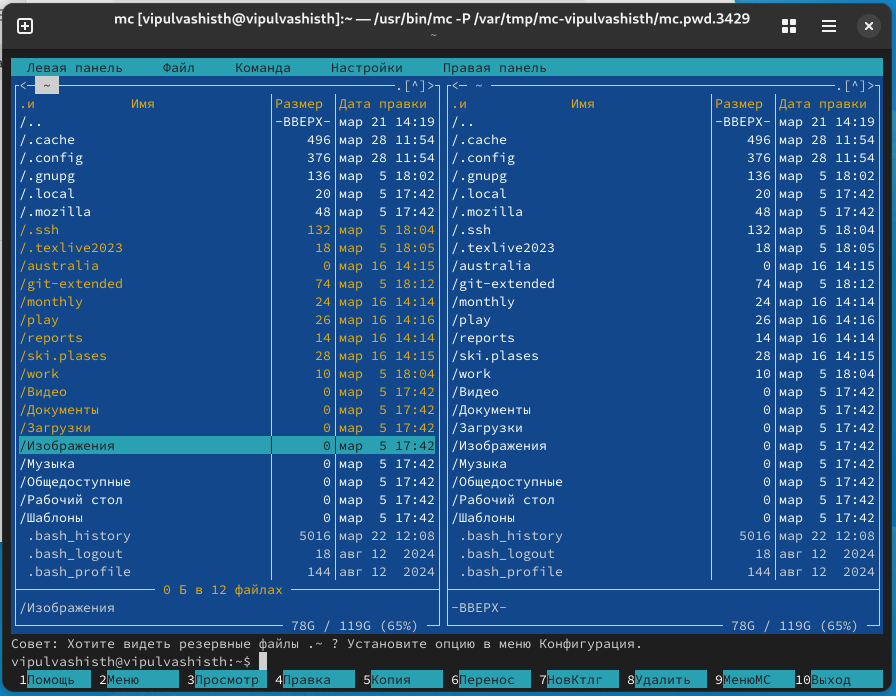 mc [vipulvashisth@vipulvashisth]:~ — /usr/bin/mc -P /var/tmp/mc-vipulvashisth/mc.pwd.3429
~
Левая панель Файл Команда Настройки Правая панель
<— ~ .[^]>
.и Имя Размер Дата правки
/.. -ВВЕРХ- мар 21 14:19
/.cache 496 мар 28 11:54
/.config 376 мар 28 11:54
/.gnupg 136 мар 5 18:02
/.local 20 мар 5 17:42
/.mozilla 48 мар 5 17:42
/.ssh 132 мар 5 18:04
/.texlive2023 18 мар 5 18:05
/australia 0 мар 16 14:15
/git-extended 74 мар 5 18:12
/monthly 24 мар 16 14:14
/play 26 мар 16 14:16
/reports 14 мар 16 14:14
/ski.plases 28 мар 16 14:15
/work 10 мар 5 18:04
/Видео 0 мар 5 17:42
/Документы 0 мар 5 17:42
/Загрузки 0 мар 5 17:42
/Изображения 0 мар 5 17:42
/Музыка 0 мар 5 17:42
/Общедоступные 0 мар 5 17:42
/Рабочий стол 0 мар 5 17:42
/Шаблоны 0 мар 5 17:42
.bash_history 5016 мар 22 12:08
.bash_logout 18 авг 12 2024
.bash_profile 144 авг 12 2024
0 Б в 12 файлах
/Изображения
78G / 119G (65%)
<— ~ .[^]>
.и Имя Размер Дата правки
/.. -ВВЕРХ- мар 21 14:19
/.cache 496 мар 28 11:54
/.config 376 мар 28 11:54
/.gnupg 136 мар 5 18:02
/.local 20 мар 5 17:42
/.mozilla 48 мар 5 17:42
/.ssh 132 мар 5 18:04
/.texlive2023 18 мар 5 18:05
/australia 0 мар 16 14:15
/git-extended 74 мар 5 18:12
/monthly 24 мар 16 14:14
/play 26 мар 16 14:16
/reports 14 мар 16 14:14
/ski.plases 28 мар 16 14:15
/work 10 мар 5 18:04
/Видео 0 мар 5 17:42
/Документы 0 мар 5 17:42
/Загрузки 0 мар 5 17:42
/Изображения 0 мар 5 17:42
/Музыка 0 мар 5 17:42
/Общедоступные 0 мар 5 17:42
/Рабочий стол 0 мар 5 17:42
/Шаблоны 0 мар 5 17:42
.bash_history 5016 мар 22 12:08
.bash_logout 18 авг 12 2024
.bash_profile 144 авг 12 2024
-ВВЕРХ-
78G / 119G (65%)
Совет: Хотите видеть резервные файлы .~ ? Установите опцию в меню Конфигурация.
vipulvashisth@vipulvashisth:~$
1Помощь 2Меню 3Просмотр 4Правка 5Копия 6Перенос 7НовКтлг 8Удалить 9МенюМС 10Выход